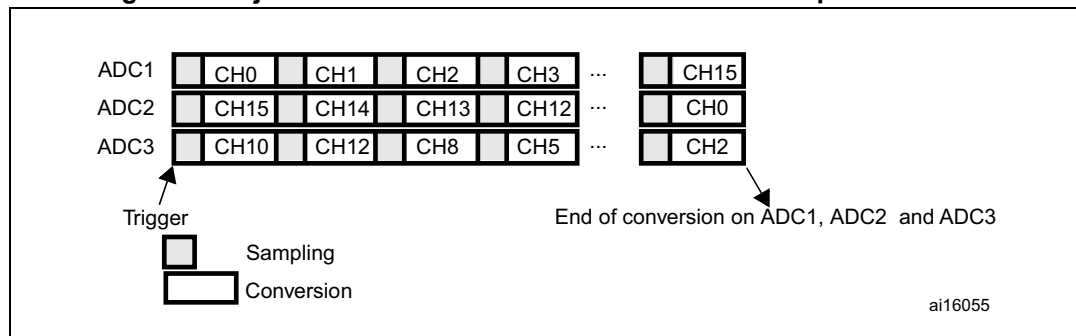 ADC1 CH0 CH1 CH2 CH3 ... CH15
ADC2 CH15 CH14 CH13 CH12 ... CH0
ADC3 CH10 CH12 CH8 CH5 ... CH2
Trigger
End of conversion on ADC1, ADC2 and ADC3
Sampling
Conversion
ai16055